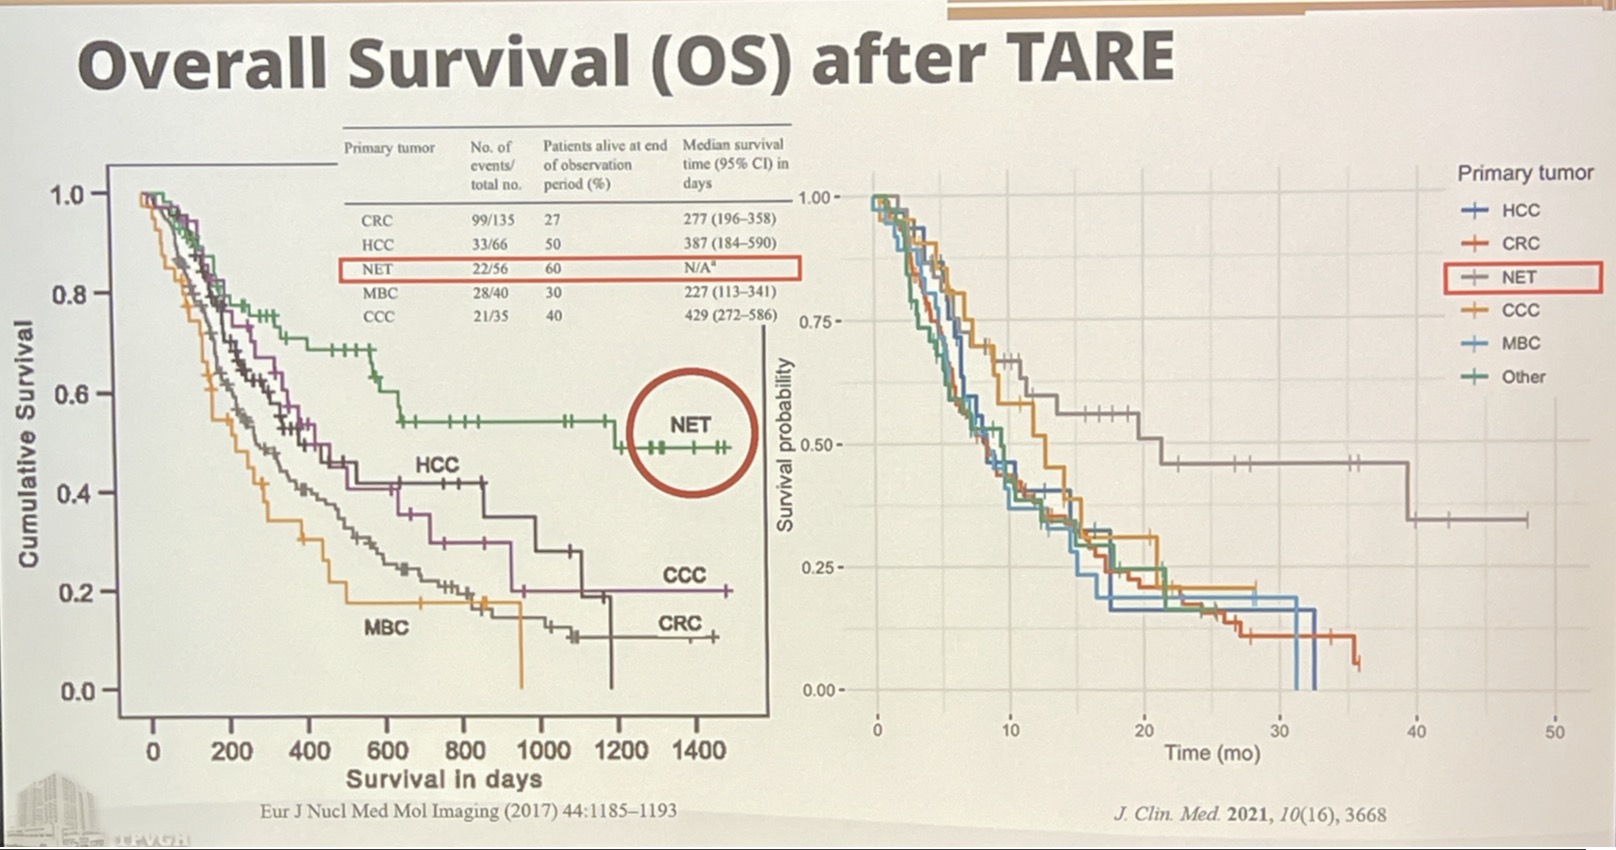 Overall Survival (OS) after TARE
Primary tumor No. of events/ total no. Patients alive at end of observation period (%) Median survival time (95% CI) in days
CRC 99/135 27 277 (196–358)
HCC 33/66 50 387 (184–590)
NET 22/56 60 N/Aª
MBC 28/40 30 227 (113–341)
CCC 21/35 40 429 (272–586)
Cumulative Survival
1.0
0.8
0.6
0.4
0.2
0.0
NET
HCC
CCC
MBC
CRC
0 200 400 600 800 1000 1200 1400
Survival in days
Eur J Nucl Med Mol Imaging (2017) 44:1185–1193
Survival probability
1.00
0.75
0.50
0.25
0.00
0 10 20 30 40 50
Time (mo)
Primary tumor
HCC
CRC
NET
CCC
MBC
Other
J. Clin. Med. 2021, 10(16), 3668